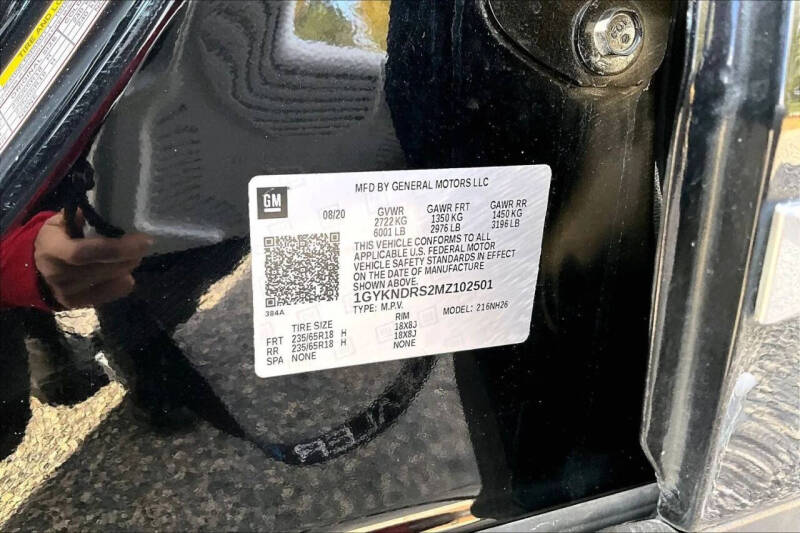 TIRE AND LO
GM
MFD BY GENERAL MOTORS LLC
08/20 GVWR GAWR FRT GAWR RR
2722 KG 1350 KG 1450 KG
6001 LB 2976 LB 3196 LB
THIS VEHICLE CONFORMS TO ALL
APPLICABLE U.S. FEDERAL MOTOR
VEHICLE SAFETY STANDARDS IN EFFECT
ON THE DATE OF MANUFACTURE
SHOWN ABOVE.
1GYKNDRS2MZ102501
TYPE: M.P.V. MODEL: 216NH26
384A
TIRE SIZE RIM
FRT 235/65R18 H 18X8J
RR 235/65R18 H 18X8J
SPA NONE NONE